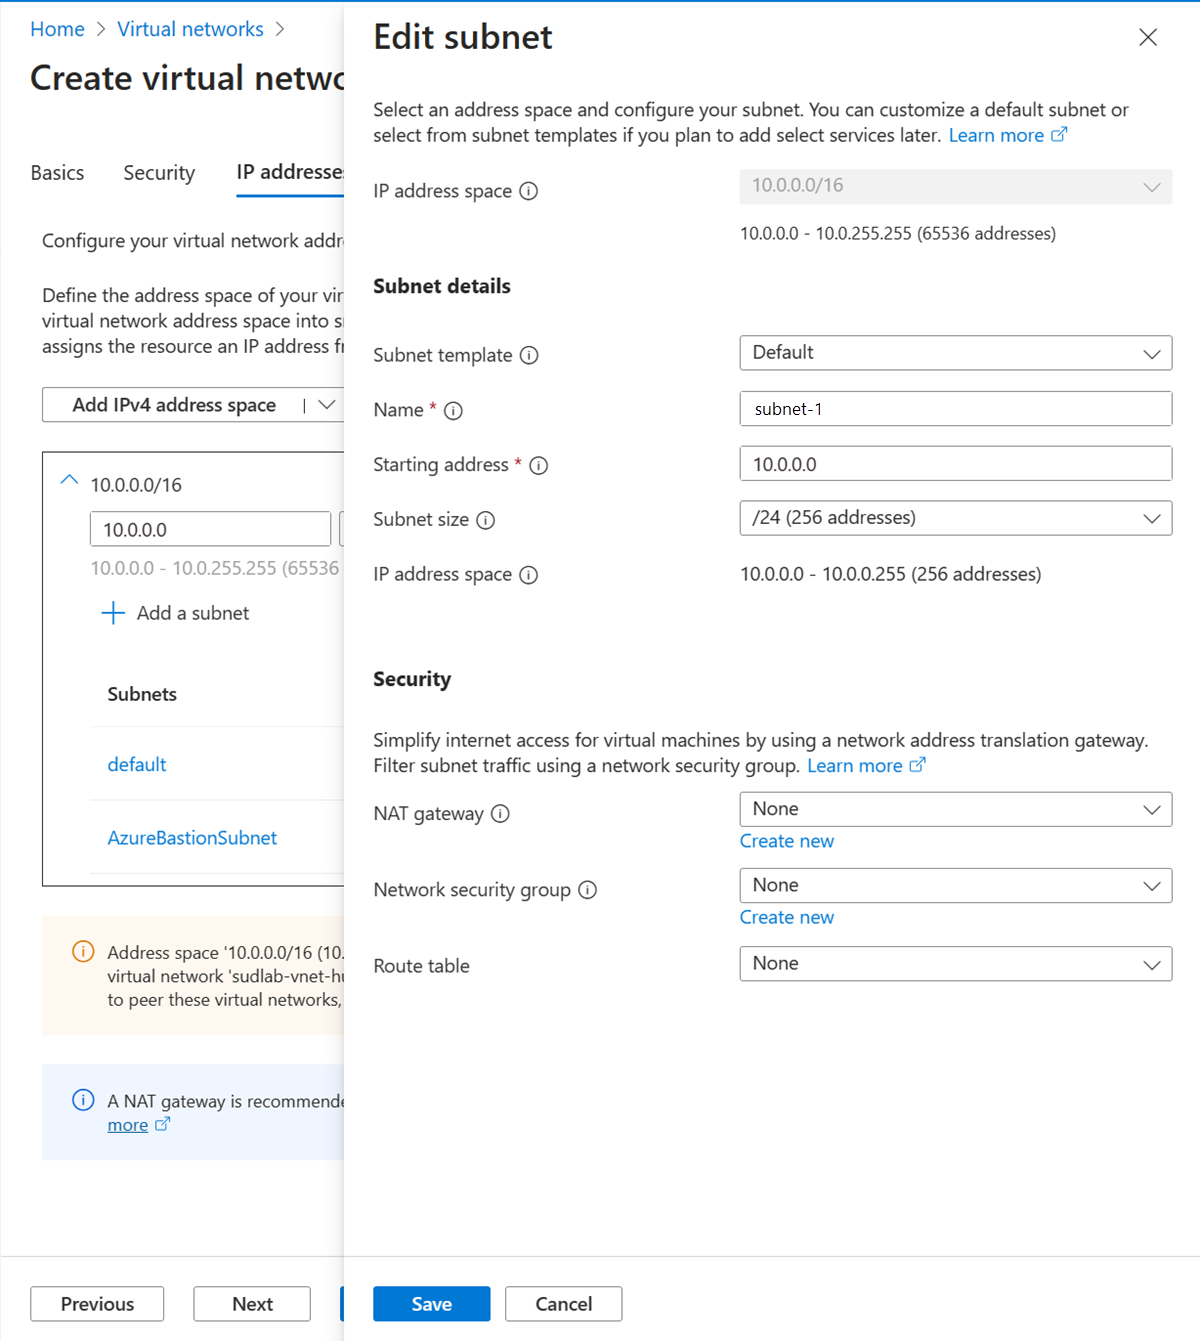 Home > Virtual networks >
Create virtual netwo
Basics Security IP addresses
Configure your virtual network addr
Define the address space of your vir
virtual network address space into s
assigns the resource an IP address fr
Add IPv4 address space
10.0.0.0/16
10.0.0.0
10.0.0.0 - 10.0.255.255 (65536
Add a subnet
Subnets
default
AzureBastionSubnet
Address space '10.0.0.0/16 (10.
virtual network 'sudlab-vnet-hu
to peer these virtual networks,
A NAT gateway is recommende
more
Previous Next
Edit subnet
Select an address space and configure your subnet. You can customize a default subnet or
select from subnet templates if you plan to add select services later. Learn more
IP address space 10.0.0.0/16
10.0.0.0 - 10.0.255.255 (65536 addresses)
Subnet details
Subnet template Default
Name * subnet-1
Starting address * 10.0.0.0
Subnet size /24 (256 addresses)
IP address space 10.0.0.0 - 10.0.0.255 (256 addresses)
Security
Simplify internet access for virtual machines by using a network address translation gateway.
Filter subnet traffic using a network security group. Learn more
NAT gateway None
Create new
Network security group None
Create new
Route table None
Save Cancel